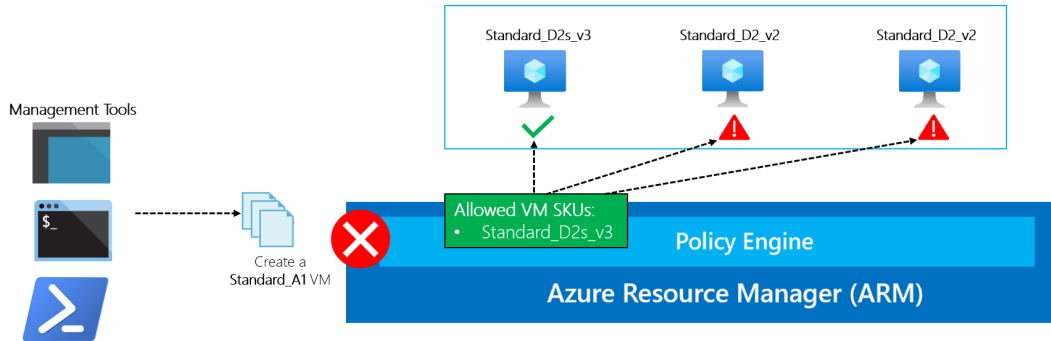 Standard_D2s_v3
Standard_D2_v2
Standard_D2_v2
Management Tools
$_
Create a
Standard_A1 VM
Allowed VM SKUs:
• Standard_D2s_v3
Policy Engine
Azure Resource Manager (ARM)